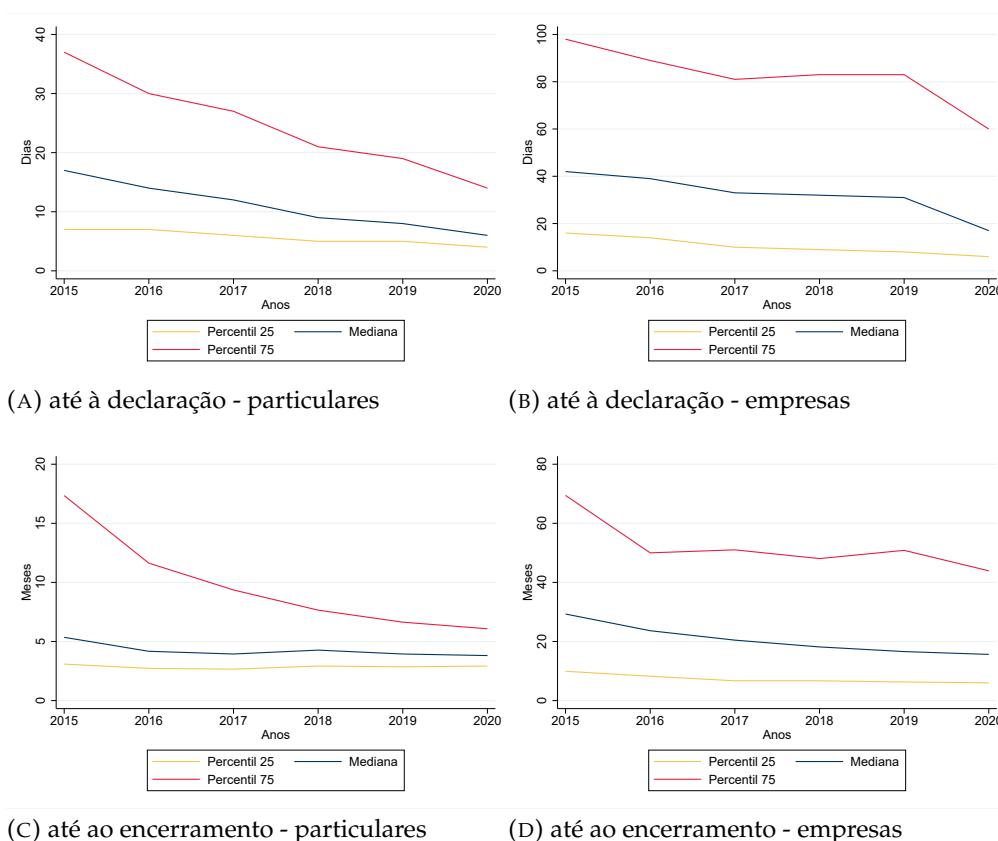 40
30
20
10
0
Dias
2015 2016 2017 2018 2019 2020
Anos
Percentil 25 Mediana
Percentil 75
(A) até à declaração - particulares
100
80
60
40
20
0
Dias
2015 2016 2017 2018 2019 2020
Anos
Percentil 25 Mediana
Percentil 75
(B) até à declaração - empresas
20
15
10
5
0
Meses
2015 2016 2017 2018 2019 2020
Anos
Percentil 25 Mediana
Percentil 75
(C) até ao encerramento - particulares
80
60
40
20
0
Meses
2015 2016 2017 2018 2019 2020
Anos
Percentil 25 Mediana
Percentil 75
(D) até ao encerramento - empresas